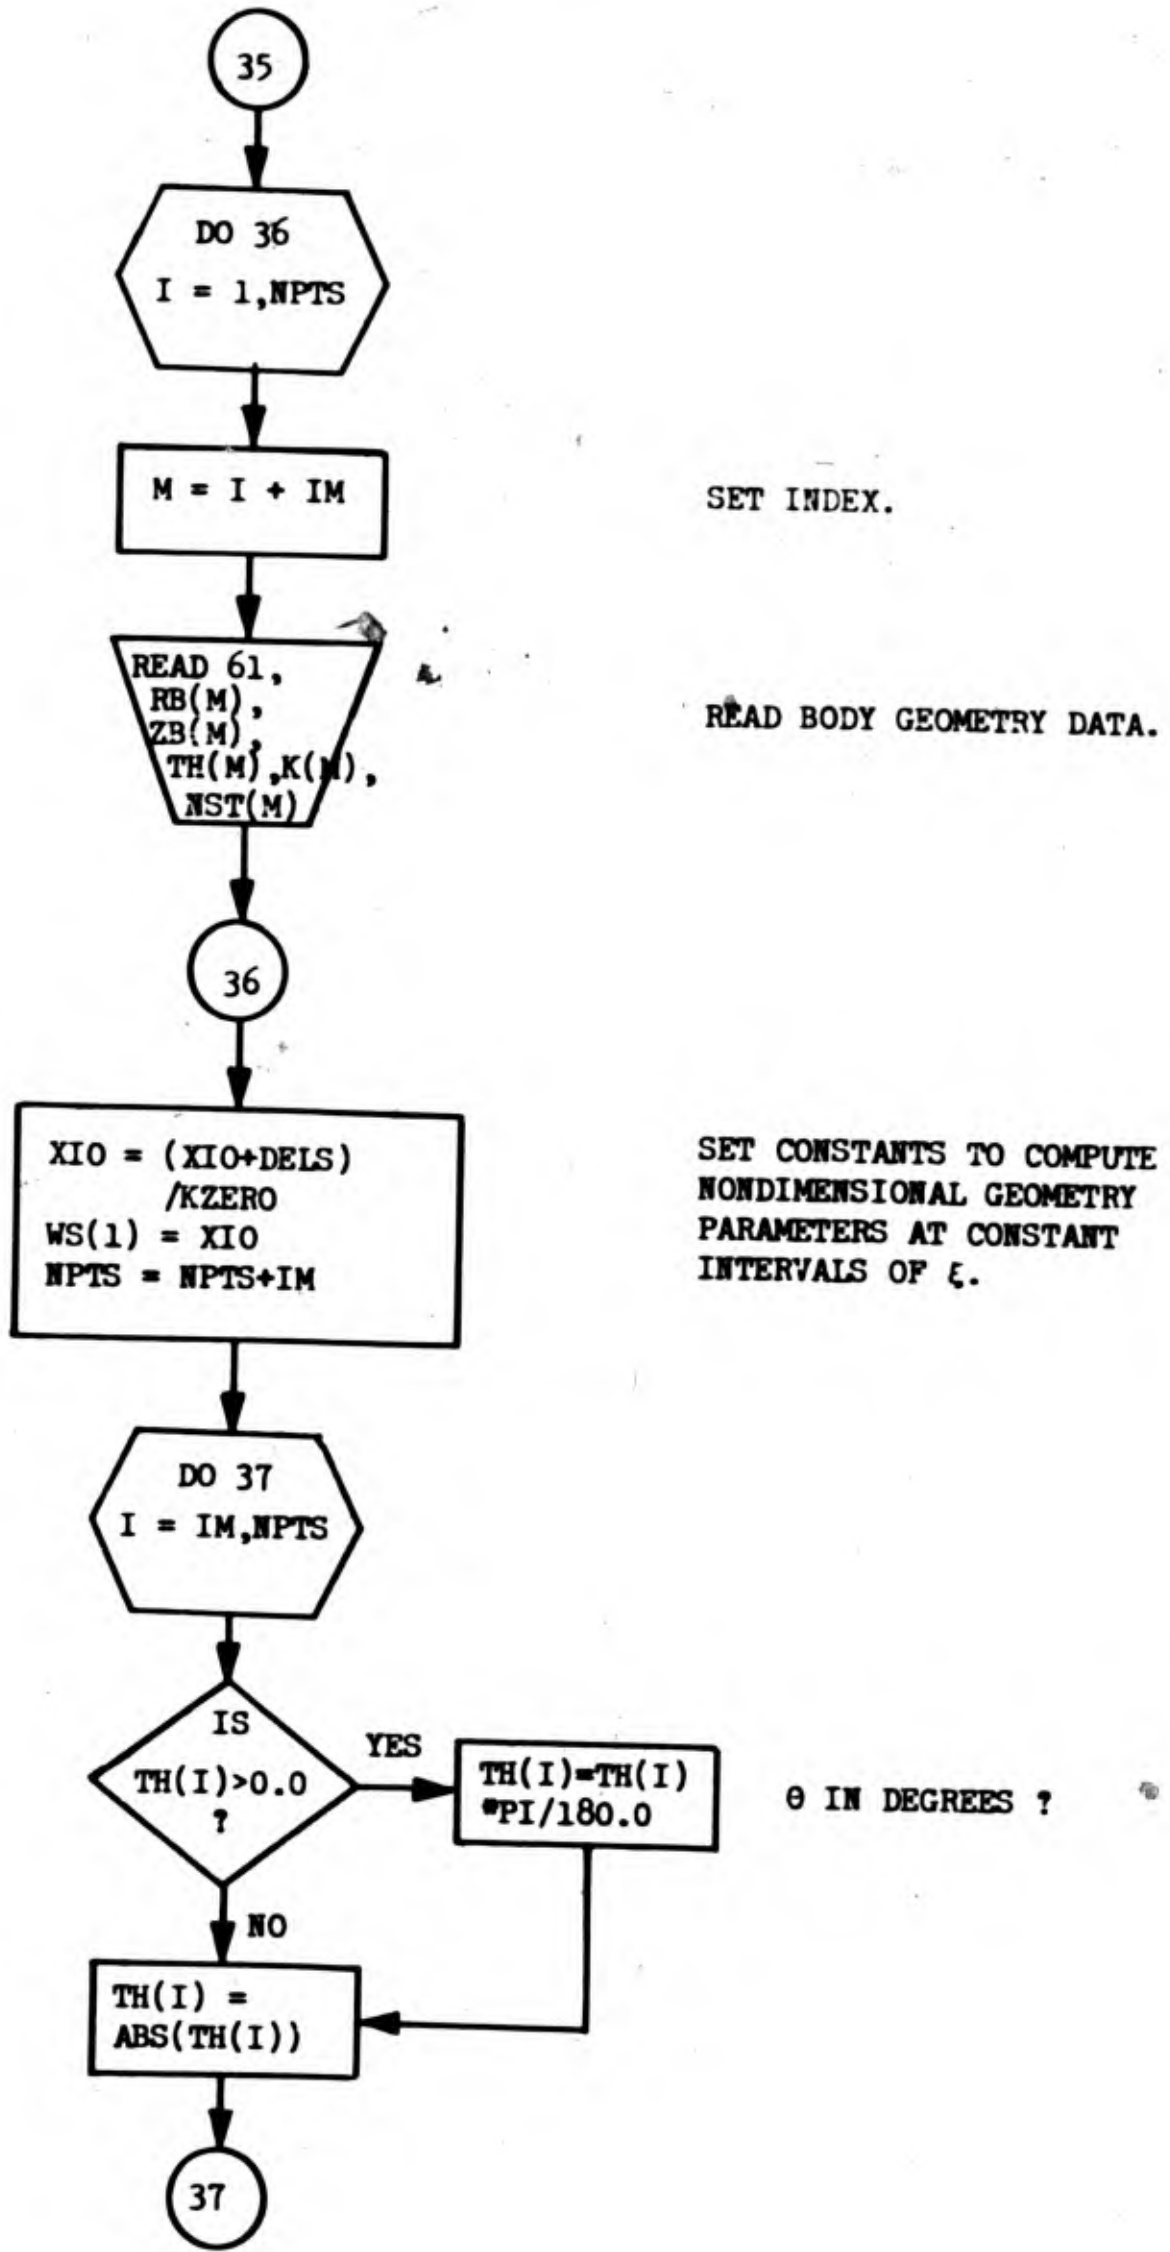 35
DO 36
I = 1,NPTS
M = I + IM
SET INDEX.
READ 61,
RB(M),
ZB(M),
TH(M),K(M),
NST(M)
READ BODY GEOMETRY DATA.
36
XIO = (XIO+DELS)
/KZERO
WS(1) = XIO
NPTS = NPTS+IM
SET CONSTANTS TO COMPUTE
NONDIMENSIONAL GEOMETRY
PARAMETERS AT CONSTANT
INTERVALS OF ξ.
DO 37
I = IM,NPTS
IS
TH(I)>0.0
?
YES
TH(I)=TH(I)
*PI/180.0
θ IN DEGREES ?
NO
TH(I) =
ABS(TH(I))
37